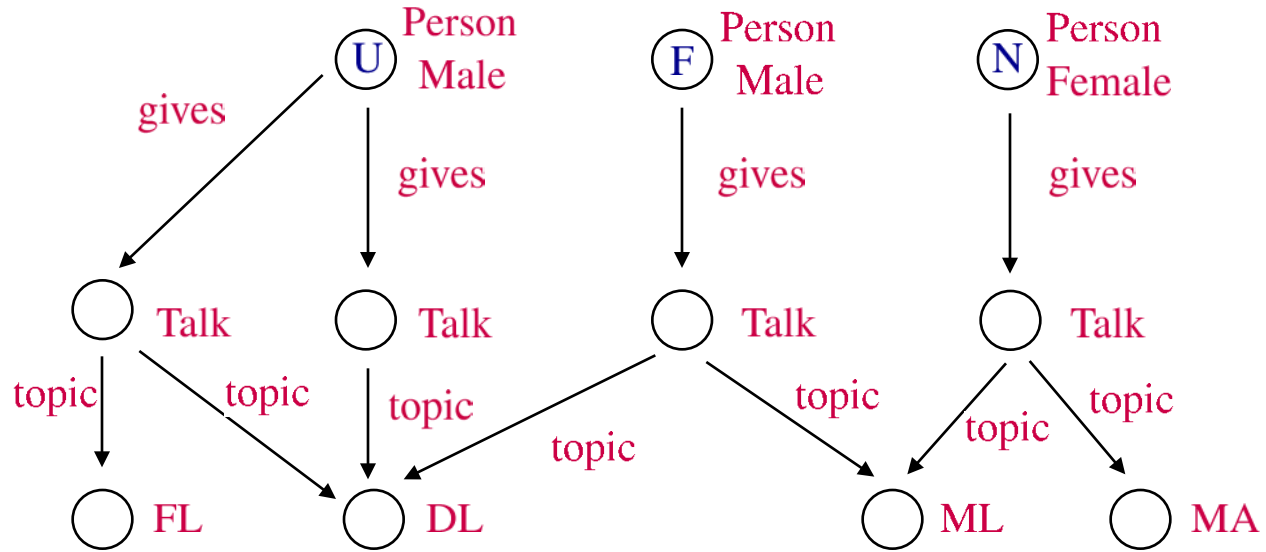 Person
U
Male
Person
F
Male
Person
N
Female
gives
gives
gives
gives
Talk
Talk
Talk
Talk
topic
topic
topic
topic
topic
topic
topic
FL
DL
ML
MA